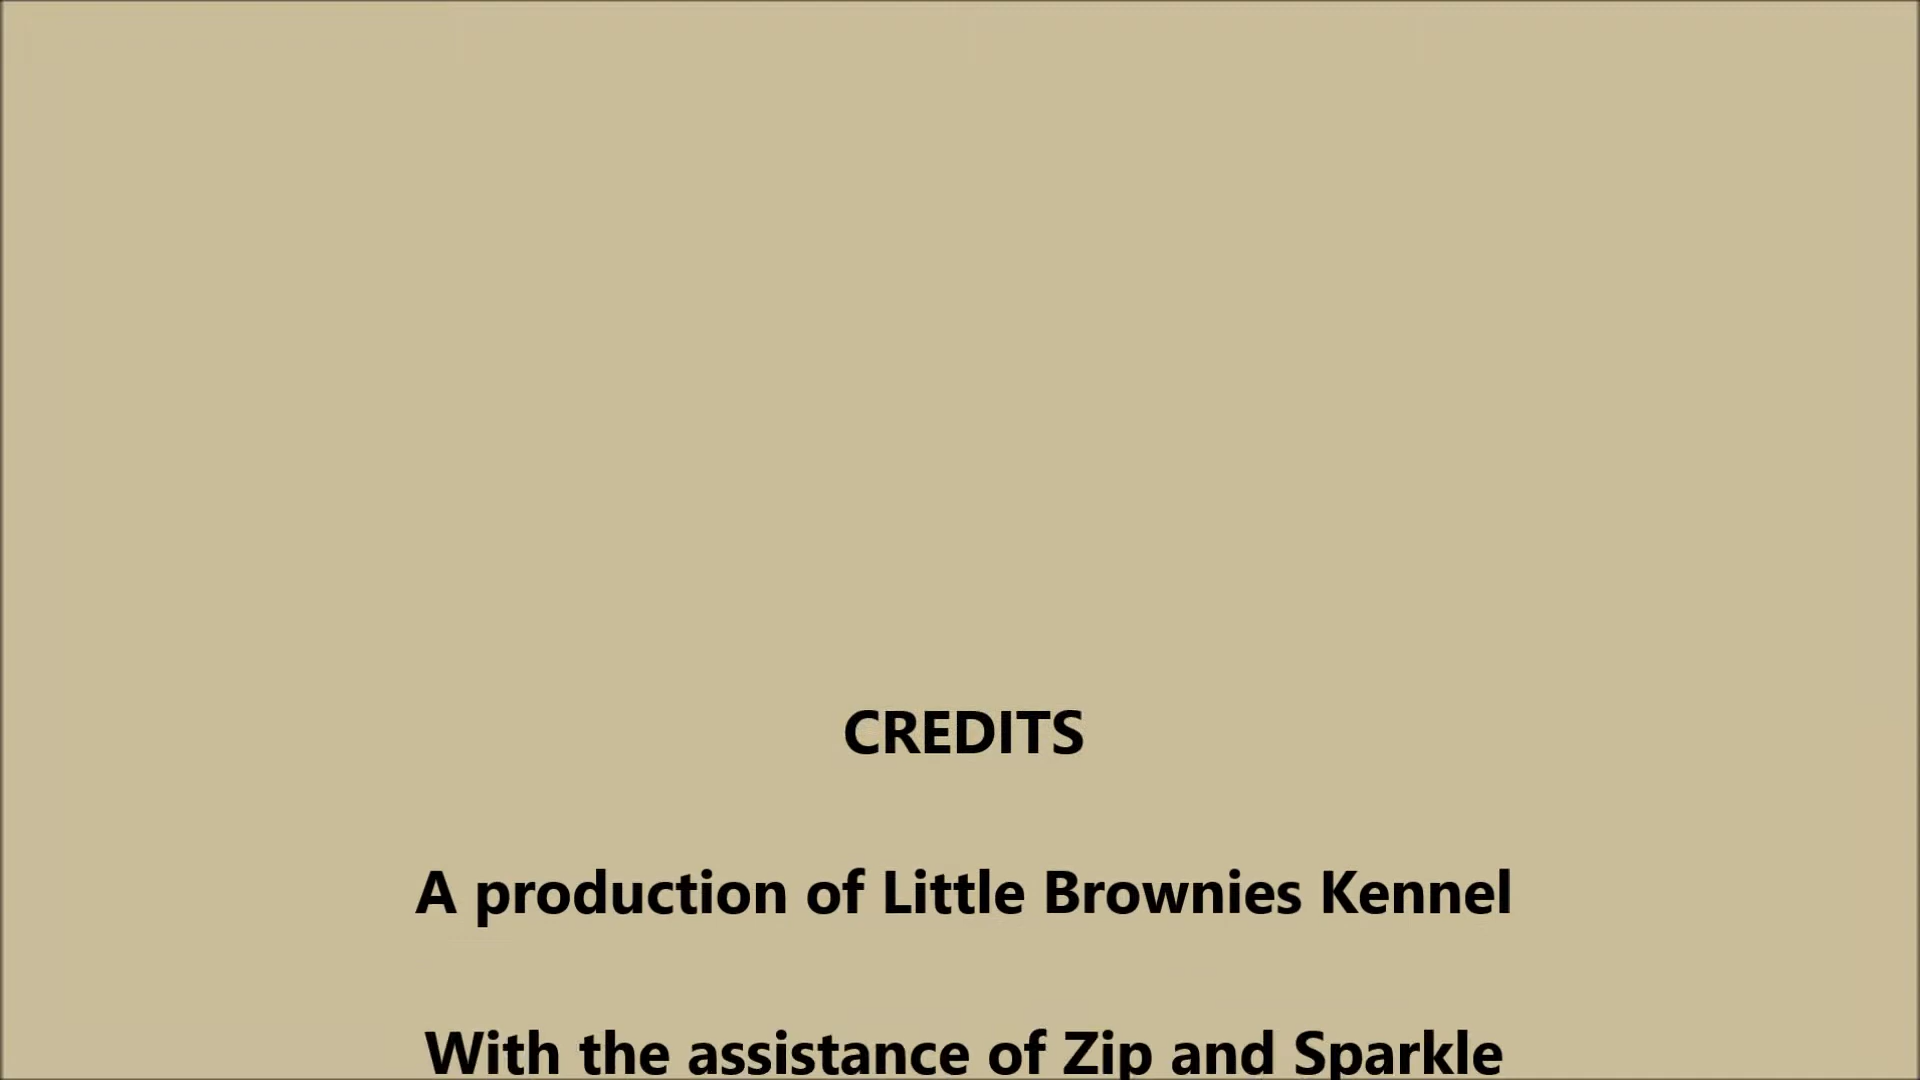 CREDITS
A production of Little Brownies Kennel
With the assistance of Zip and Sparkle